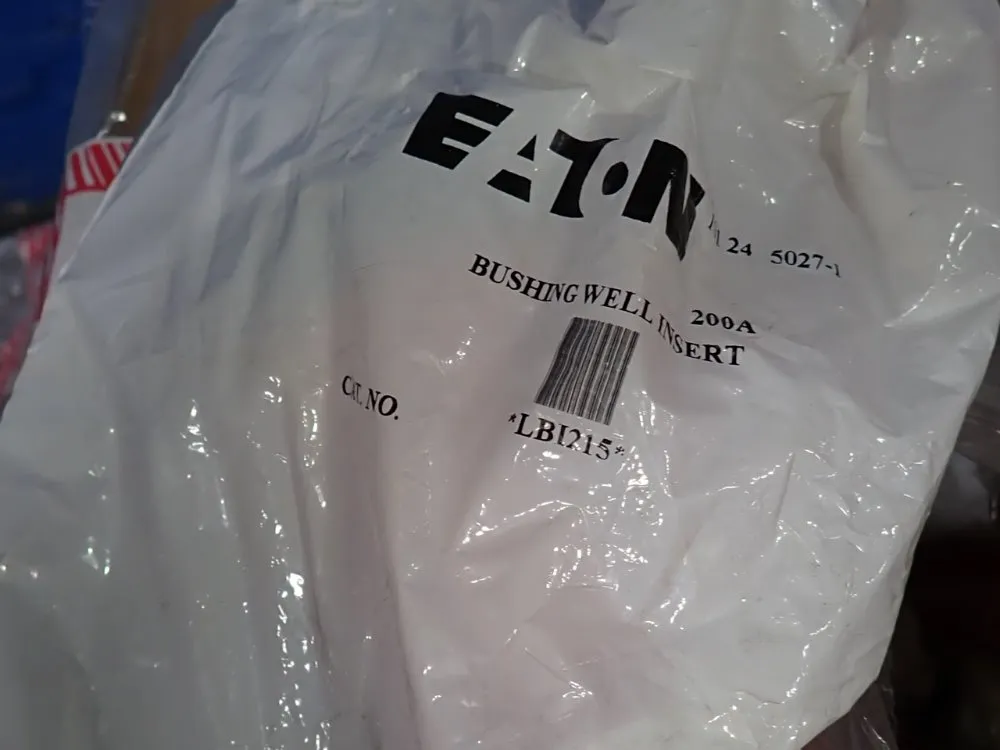 EATON
24 5027-1
BUSHING WELL INSERT
200A
CAT. NO.
*LBI215*